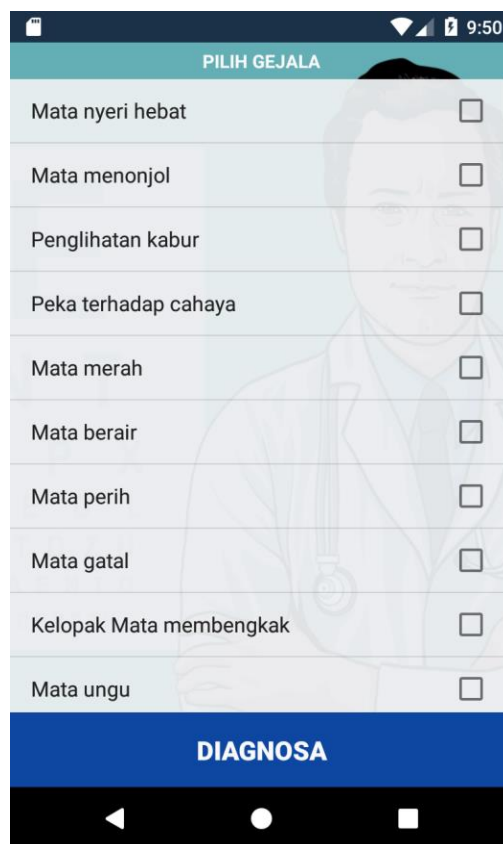 9:50
PILIH GEJALA
Mata nyeri hebat
Mata menonjol
Penglihatan kabur
Peka terhadap cahaya
Mata merah
Mata berair
Mata perih
Mata gatal
Kelopak Mata membengkak
Mata ungu
DIAGNOSA